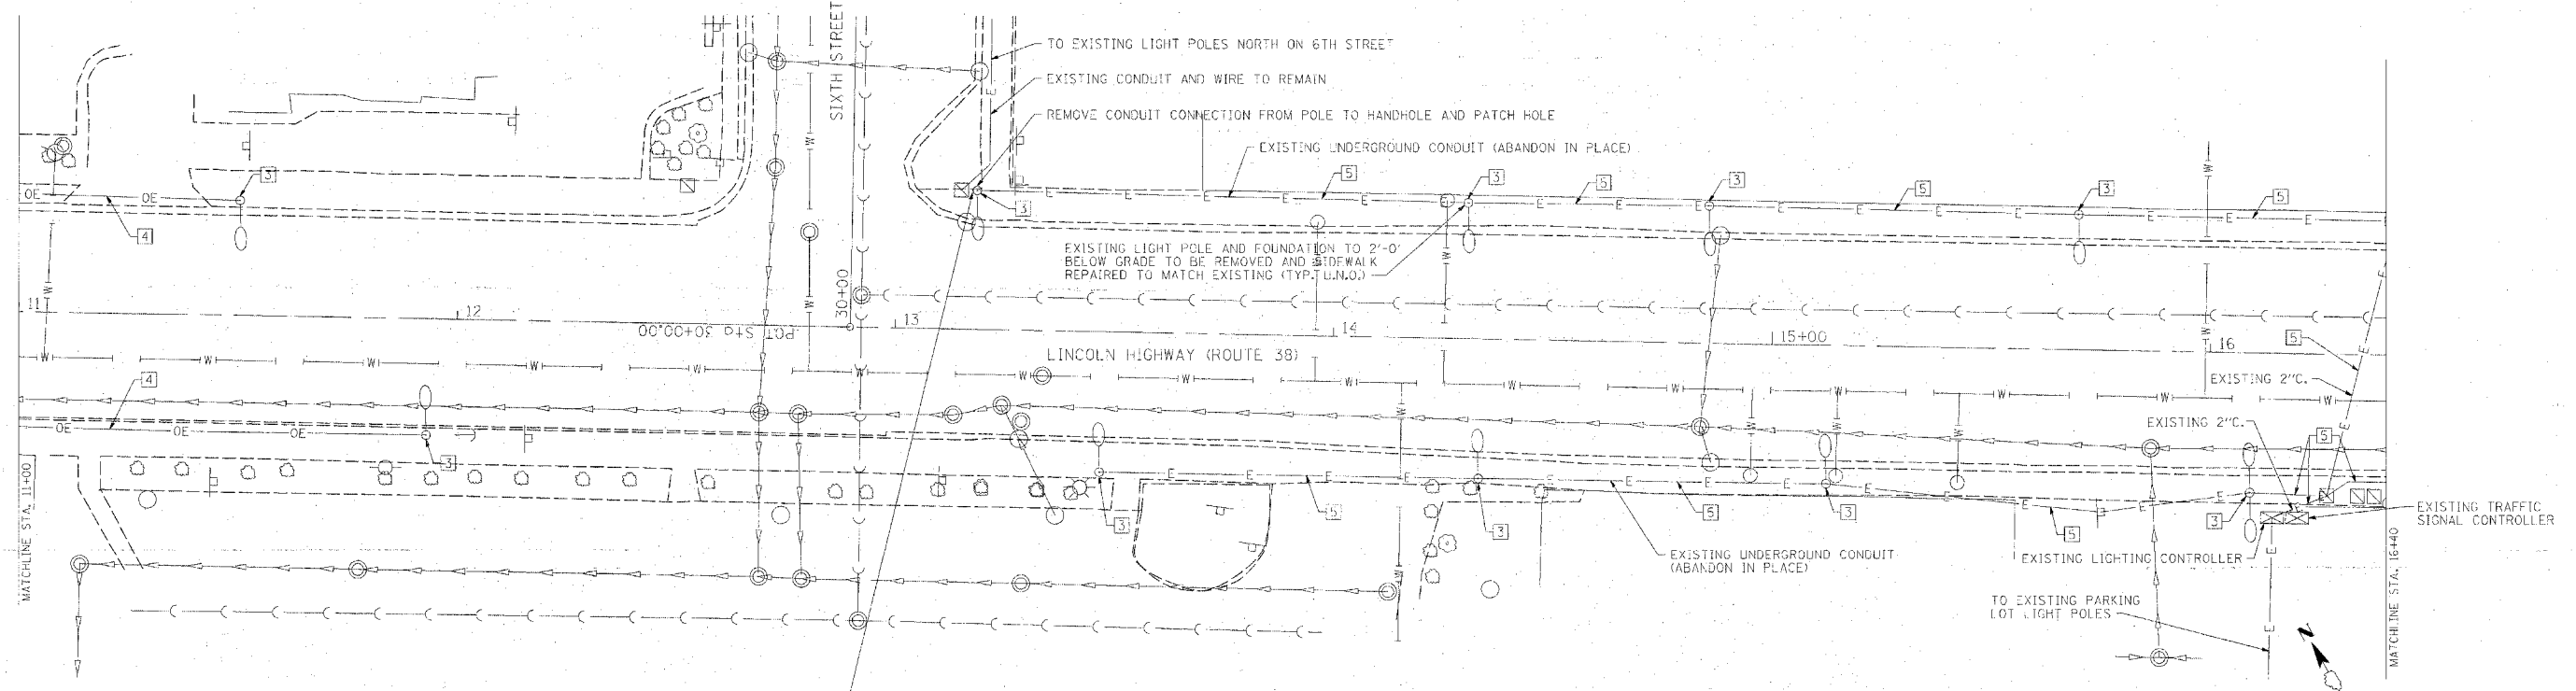 SIXTH STREET
TO EXISTING LIGHT POLES NORTH ON 6TH STREET
EXISTING CONDUIT AND WIRE TO REMAIN
REMOVE CONDUIT CONNECTION FROM POLE TO HANDHOLE AND PATCH HOLE
EXISTING UNDERGROUND CONDUIT (ABANDON IN PLACE)
3
5
3
5
3
5
3
5
3
OE
OE
4
E E E E E E E E E E E E
EXISTING LIGHT POLE AND FOUNDATION TO 2'-0"
BELOW GRADE TO BE REMOVED AND SIDEWALK
REPAIRED TO MATCH EXISTING (TYP. U.N.O.)
30+00
11
12
POT Sta 30+00.00
13
14
15+00
16
LINCOLN HIGHWAY (ROUTE 38)
W W W W W W W W W W W W W W W
5
EXISTING 2"C.
EXISTING 2"C.
4
OE
OE
OE
3
5
3
5
3
5
3
5
3
E E E E E E E E E E
MATCHLINE STA. 11+00
EXISTING UNDERGROUND CONDUIT
(ABANDON IN PLACE)
EXISTING LIGHTING CONTROLLER
EXISTING TRAFFIC
SIGNAL CONTROLLER
TO EXISTING PARKING
LOT LIGHT POLES
N
MATCHLINE STA. 16+40